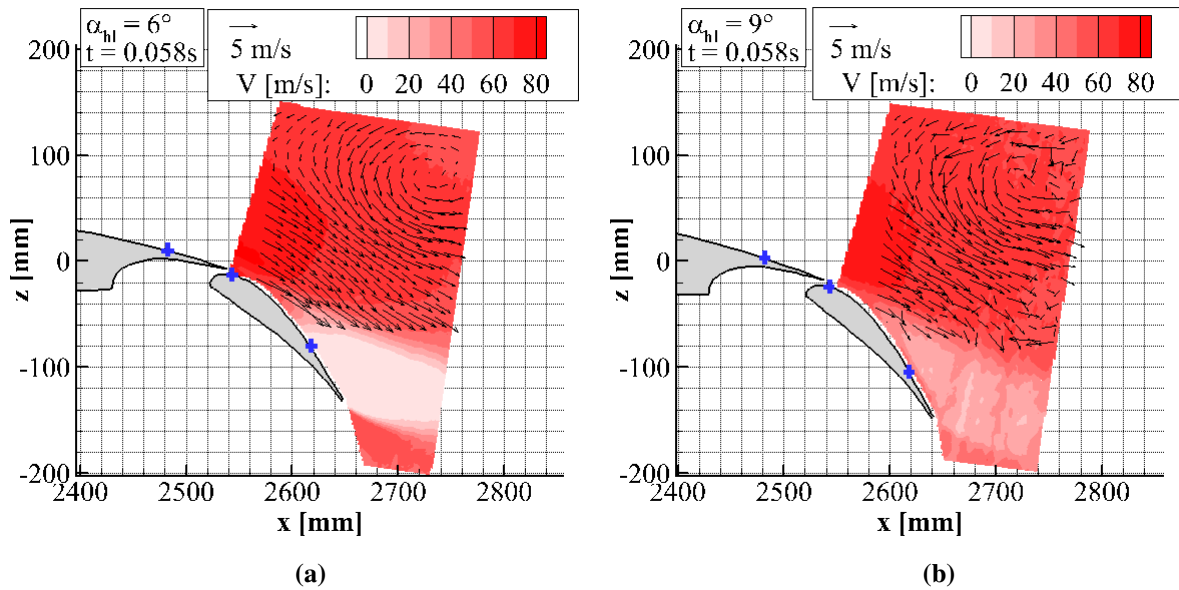 α_hl = 6°
t = 0.058s
5 m/s
V [m/s]: 0 20 40 60 80
200
100
0
-100
-200
z [mm]
2400 2500 2600 2700 2800
x [mm]
(a)
α_hl = 9°
t = 0.058s
5 m/s
V [m/s]: 0 20 40 60 80
200
100
0
-100
-200
z [mm]
2400 2500 2600 2700 2800
x [mm]
(b)